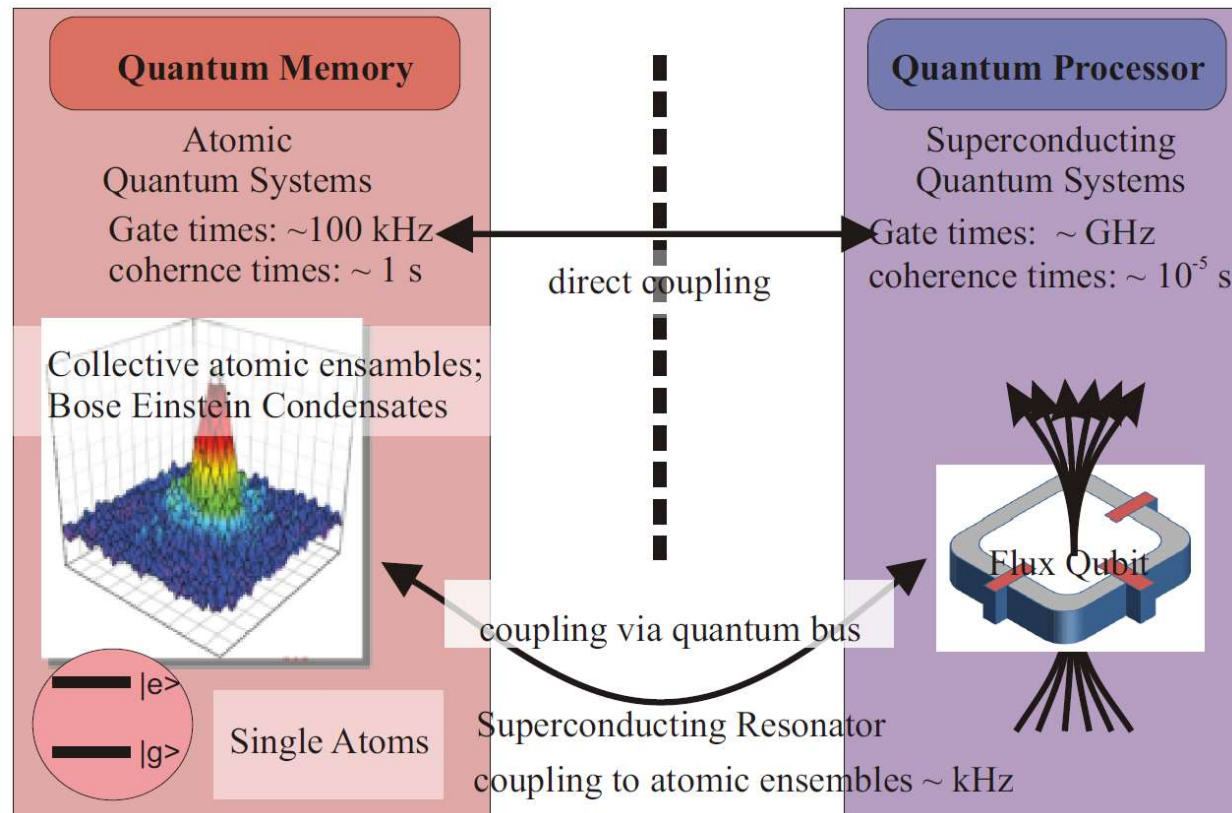 Quantum Memory
Atomic
Quantum Systems
Gate times: ~100 kHz
cohernce times: ~ 1 s
Collective atomic ensambles;
Bose Einstein Condensates
|e>
|g>
Single Atoms
direct coupling
coupling via quantum bus
Superconducting Resonator
coupling to atomic ensembles ~ kHz
Quantum Processor
Superconducting
Quantum Systems
Gate times: ~ GHz
coherence times: ~ 10⁻⁵ s
Flux Qubit